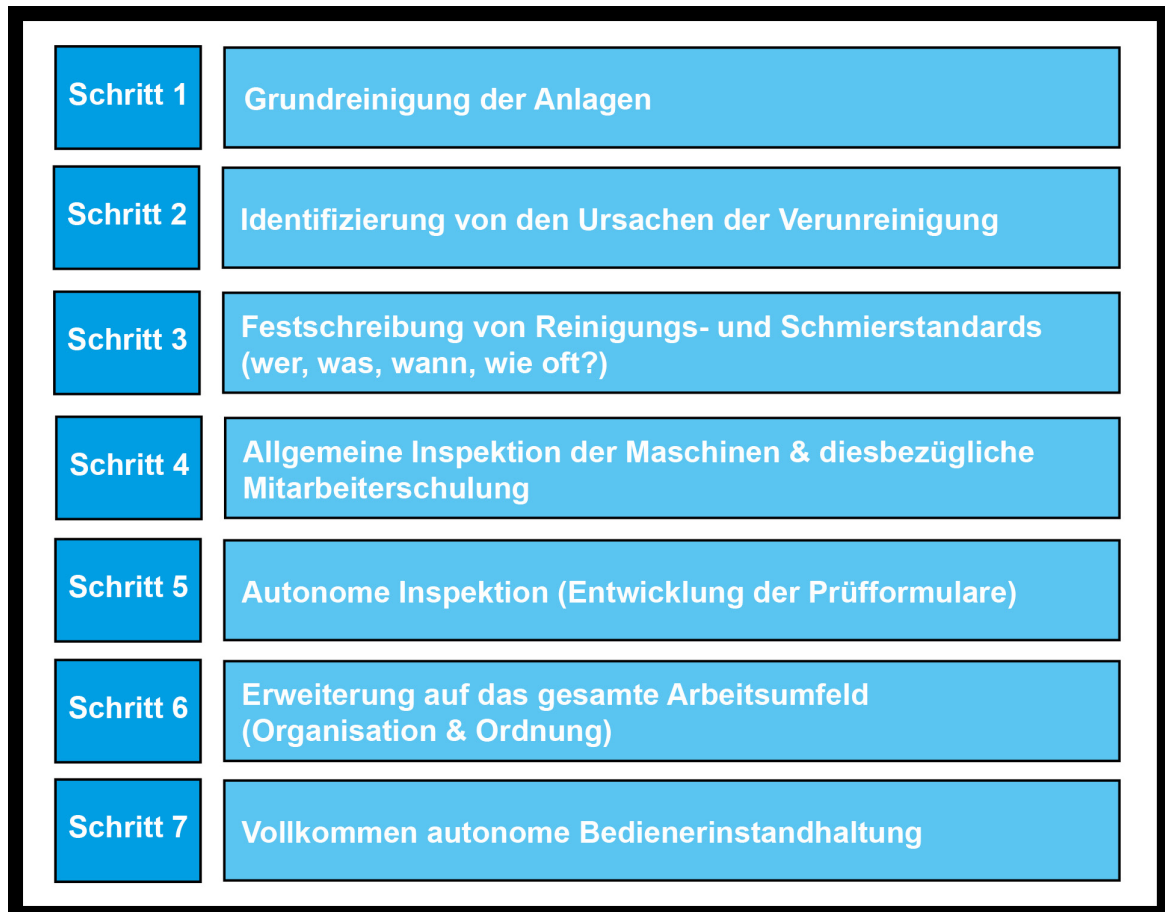 Schritt 1
Grundreinigung der Anlagen
Schritt 2
Identifizierung von den Ursachen der Verunreinigung
Schritt 3
Festschreibung von Reinigungs- und Schmierstandards
(wer, was, wann, wie oft?)
Schritt 4
Allgemeine Inspektion der Maschinen & diesbezügliche
Mitarbeiterschulung
Schritt 5
Autonome Inspektion (Entwicklung der Prüfformulare)
Schritt 6
Erweiterung auf das gesamte Arbeitsumfeld
(Organisation & Ordnung)
Schritt 7
Vollkommen autonome Bedienerinstandhaltung